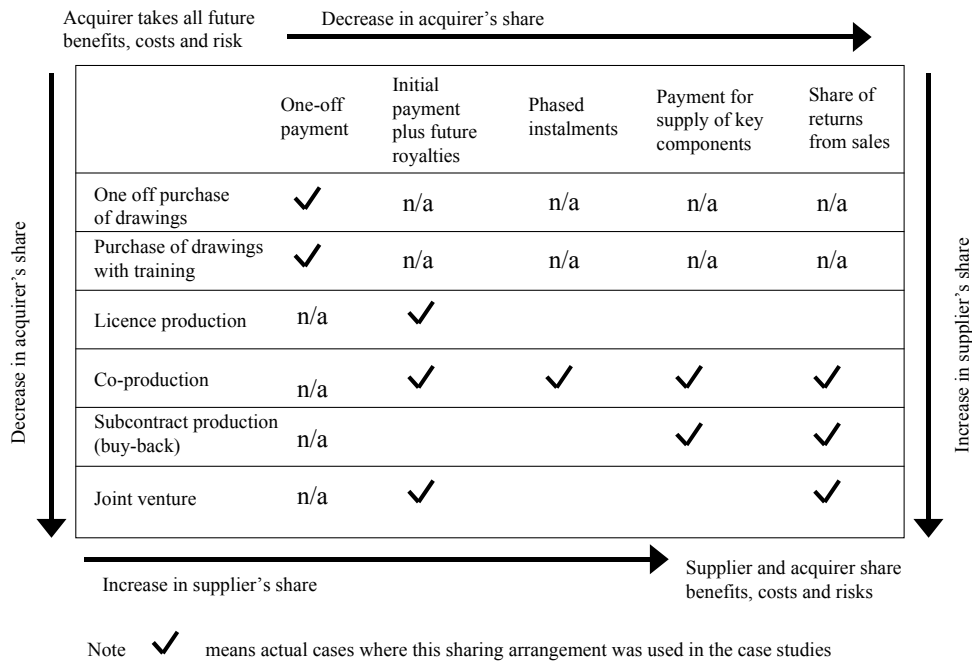 Acquirer takes all future
benefits, costs and risk
Decrease in acquirer's share
One-off
payment
Initial
payment
plus future
royalties
Phased
instalments
Payment for
supply of key
components
Share of
returns
from sales
One off purchase
of drawings
n/a
n/a
n/a
n/a
Purchase of drawings
with training
n/a
n/a
n/a
n/a
Licence production
n/a
Co-production
n/a
Subcontract production
(buy-back)
n/a
Joint venture
n/a
Decrease in acquirer's share
Increase in supplier's share
Increase in supplier's share
Supplier and acquirer share
benefits, costs and risks
Note ✓ means actual cases where this sharing arrangement was used in the case studies